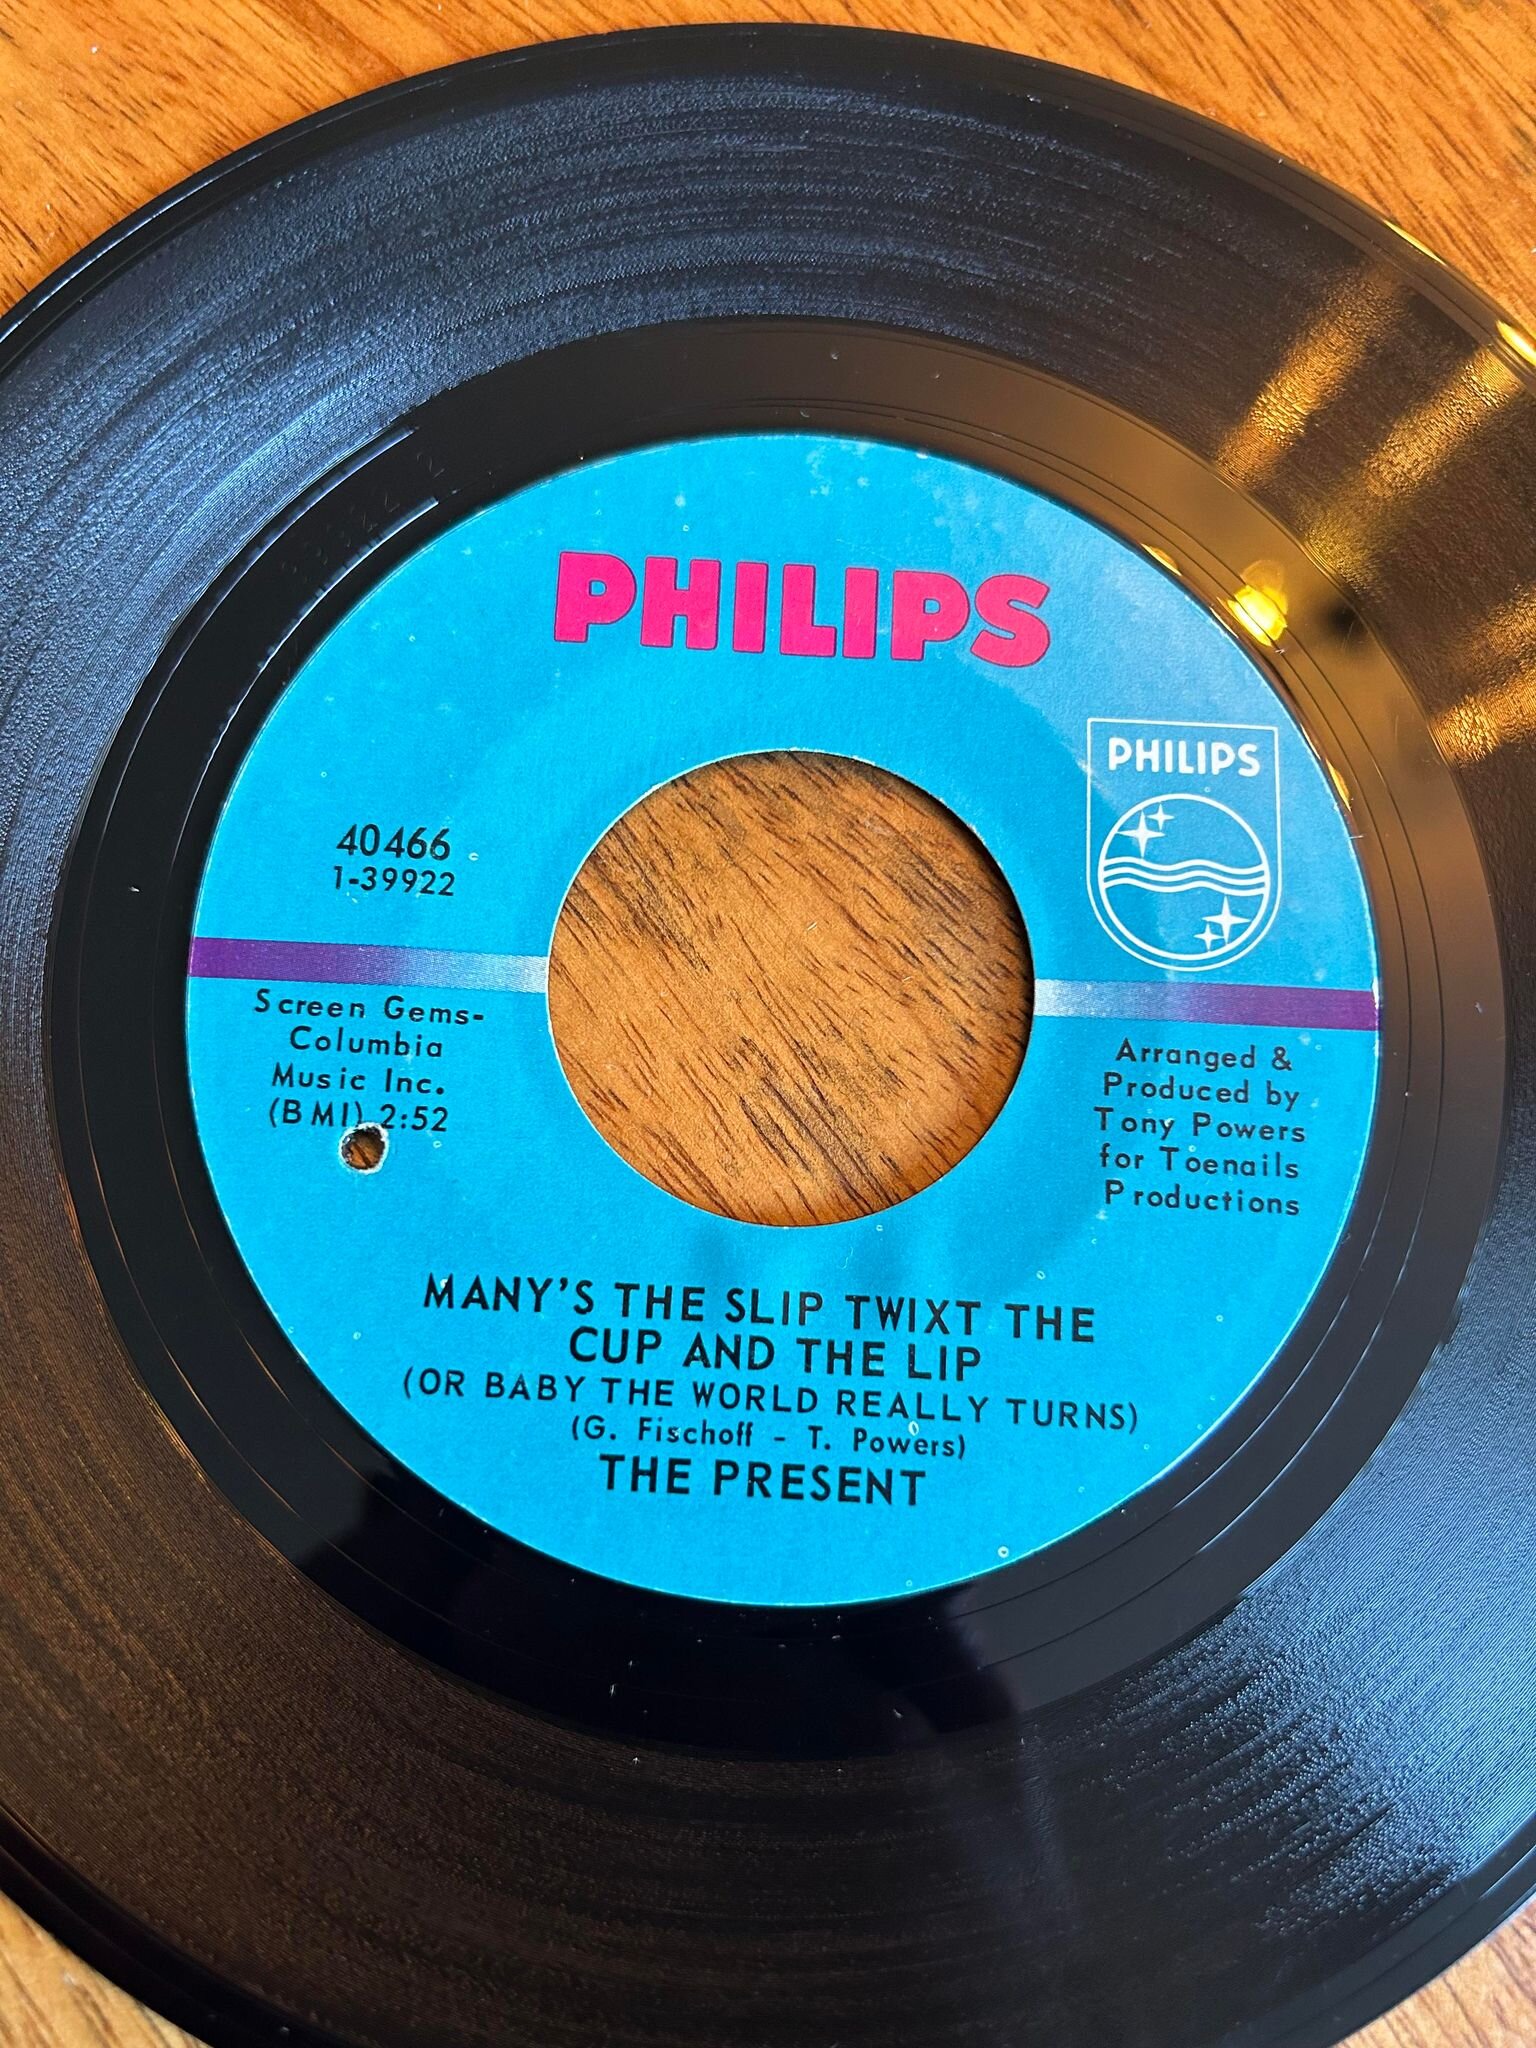 PHILIPS
PHILIPS
40466
1-39922
Screen Gems-
Columbia
Music Inc.
(BMI) 2:52
Arranged &
Produced by
Tony Powers
for Toenails
Productions
MANY'S THE SLIP TWIXT THE
CUP AND THE LIP
(OR BABY THE WORLD REALLY TURNS)
(G. Fischoff - T. Powers)
THE PRESENT